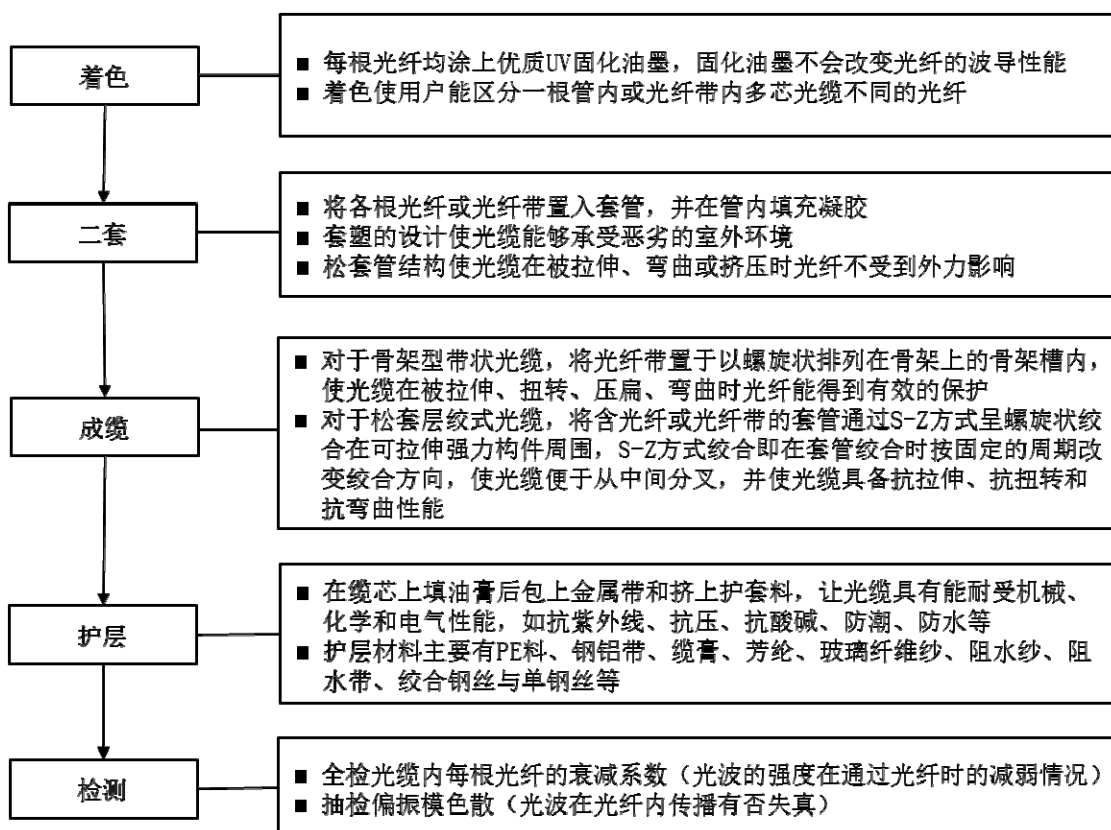 着色
■ 每根光纤均涂上优质UV固化油墨，固化油墨不会改变光纤的波导性能
■ 着色使用户能区分一根管内或光纤带内多芯光缆不同的光纤
二套
■ 将各根光纤或光纤带置入套管，并在管内填充凝胶
■ 套塑的设计使光缆能够承受恶劣的室外环境
■ 松套管结构使光缆在被拉伸、弯曲或挤压时光纤不受到外力影响
成缆
■ 对于骨架型带状光缆，将光纤带置于以螺旋状排列在骨架上的骨架槽内，
使光缆在被拉伸、扭转、压扁、弯曲时光纤能得到有效的保护
■ 对于松套层绞式光缆，将含光纤或光纤带的套管通过S-Z方式呈螺旋状绞
合在可拉伸强力构件周围，S-Z方式绞合即在套管绞合时按固定的周期改
变绞合方向，使光缆便于从中间分叉，并使光缆具备抗拉伸、抗扭转和
抗弯曲性能
护层
■ 在缆芯上填油膏后包上金属带和挤上护套料，让光缆具有能耐受机械、
化学和电气性能，如抗紫外线、抗压、抗酸碱、防潮、防水等
■ 护层材料主要有PE料、钢铝带、缆膏、芳纶、玻璃纤维纱、阻水纱、阻
水带、绞合钢丝与单钢丝等
检测
■ 全检光缆内每根光纤的衰减系数（光波的强度在通过光纤时的减弱情况）
■ 抽检偏振模色散（光波在光纤内传播有否失真）